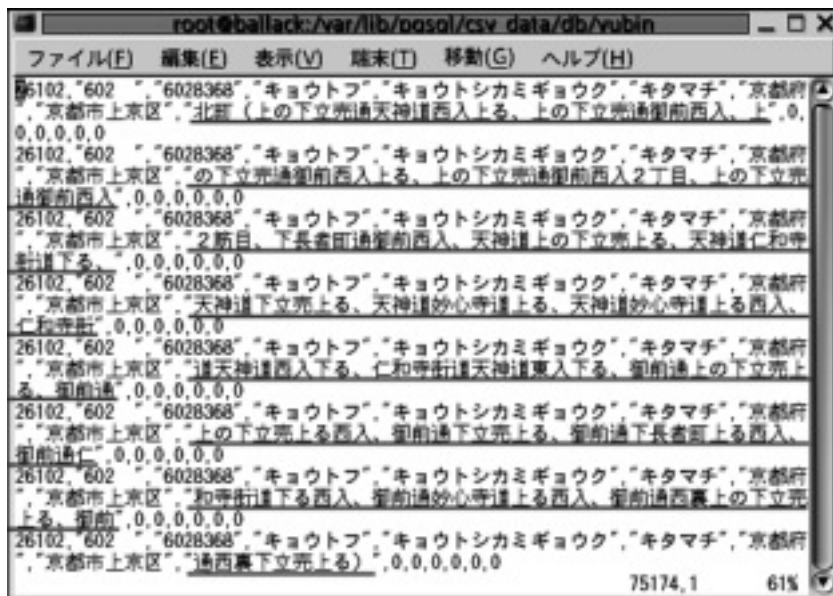 root@ballack:/var/lib/pgsql/csv_data/db/yubin
ファイル(F) 編集(E) 表示(V) 端末(T) 移動(G) ヘルプ(H)
26102,"602  ","6028368","キョウトフ","キョウトシカミギョウク","キタマチ","京都府
","京都市上京区","北町（上の下立売通天神道西入上る、上の下立売通御前西入、上",0,
0,0,0,0,0
26102,"602  ","6028368","キョウトフ","キョウトシカミギョウク","キタマチ","京都府
","京都市上京区","の下立売通御前西入上る、上の下立売通御前西入２丁目、上の下立売
通御前西入",0,0,0,0,0,0
26102,"602  ","6028368","キョウトフ","キョウトシカミギョウク","キタマチ","京都府
","京都市上京区","２筋目、下長者町通御前西入、天神道上の下立売上る、天神道仁和寺
街道下る、",0,0,0,0,0,0
26102,"602  ","6028368","キョウトフ","キョウトシカミギョウク","キタマチ","京都府
","京都市上京区","天神道下立売上る、天神道妙心寺道上る、天神道妙心寺道上る西入、
仁和寺街",0,0,0,0,0,0
26102,"602  ","6028368","キョウトフ","キョウトシカミギョウク","キタマチ","京都府
","京都市上京区","道天神道西入下る、仁和寺街道天神道東入下る、御前通上の下立売上
る、御前通",0,0,0,0,0,0
26102,"602  ","6028368","キョウトフ","キョウトシカミギョウク","キタマチ","京都府
","京都市上京区","上の下立売上る西入、御前通下立売上る、御前通下長者町上る西入、
御前通仁",0,0,0,0,0,0
26102,"602  ","6028368","キョウトフ","キョウトシカミギョウク","キタマチ","京都府
","京都市上京区","和寺街道下る西入、御前通妙心寺道上る西入、御前通西裏上の下立売
上る、御前",0,0,0,0,0,0
26102,"602  ","6028368","キョウトフ","キョウトシカミギョウク","キタマチ","京都府
","京都市上京区","通西裏下立売上る）",0,0,0,0,0,0
75174,1 61%